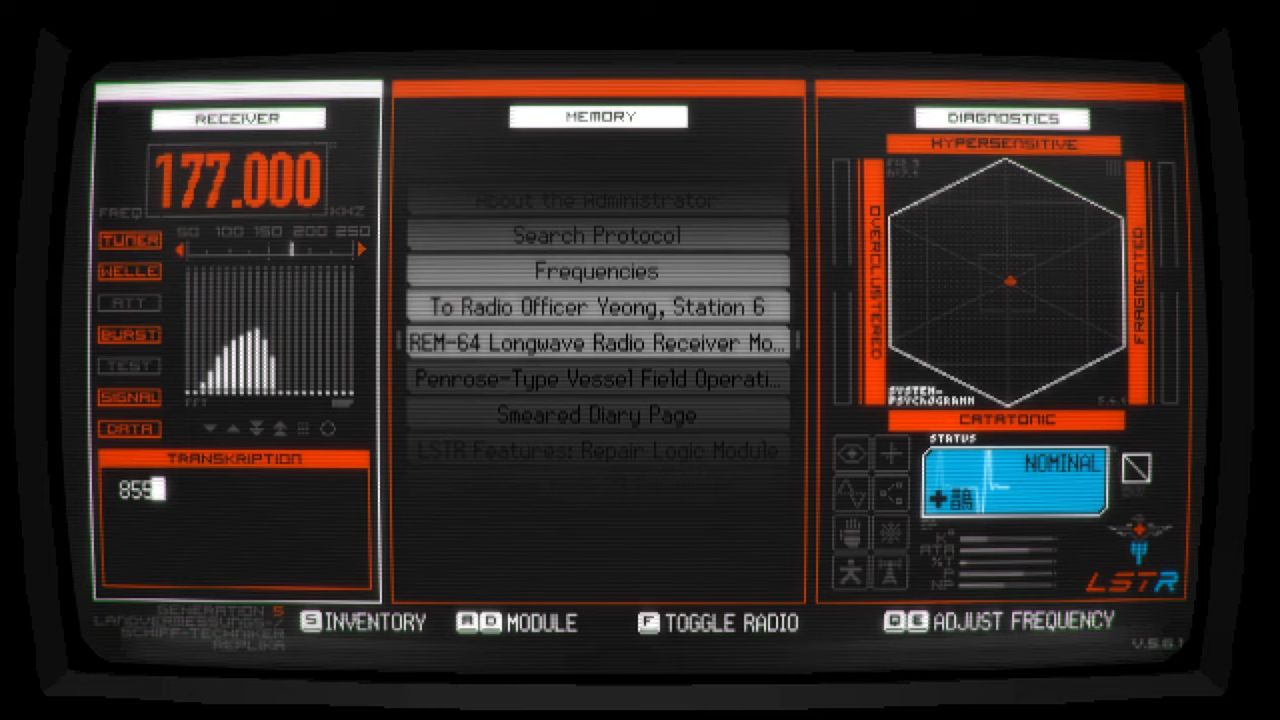 RECEIVER
177.000
FREQ
KHZ
50 100 150 200 250
TUNER
WELLE
ATT
BURST
TEST
SIGNAL
DATA
FFT
TRANSKRIPTION
855
MEMORY
About the Administrator
Search Protocol
Frequencies
To Radio Officer Yeong, Station 6
REM-64 Longwave Radio Receiver Mo...
Penrose-Type Vessel Field Operati...
Smeared Diary Page
LSTR Features: Repair Logic Module
DIAGNOSTICS
HYPERSENSITIVE
OVERCLUSTERED
FRAGMENTED
SYSTEM-
PSYCHOGRAMM
CATATONIC
STATUS
NOMINAL
LSTR
GENERATION 5
LANDVERMESSUNGS-/
SCHIFF-TECHNIKER
REPLIKA
S INVENTORY
A D MODULE
F TOGGLE RADIO
Q E ADJUST FREQUENCY
V.5.6.1